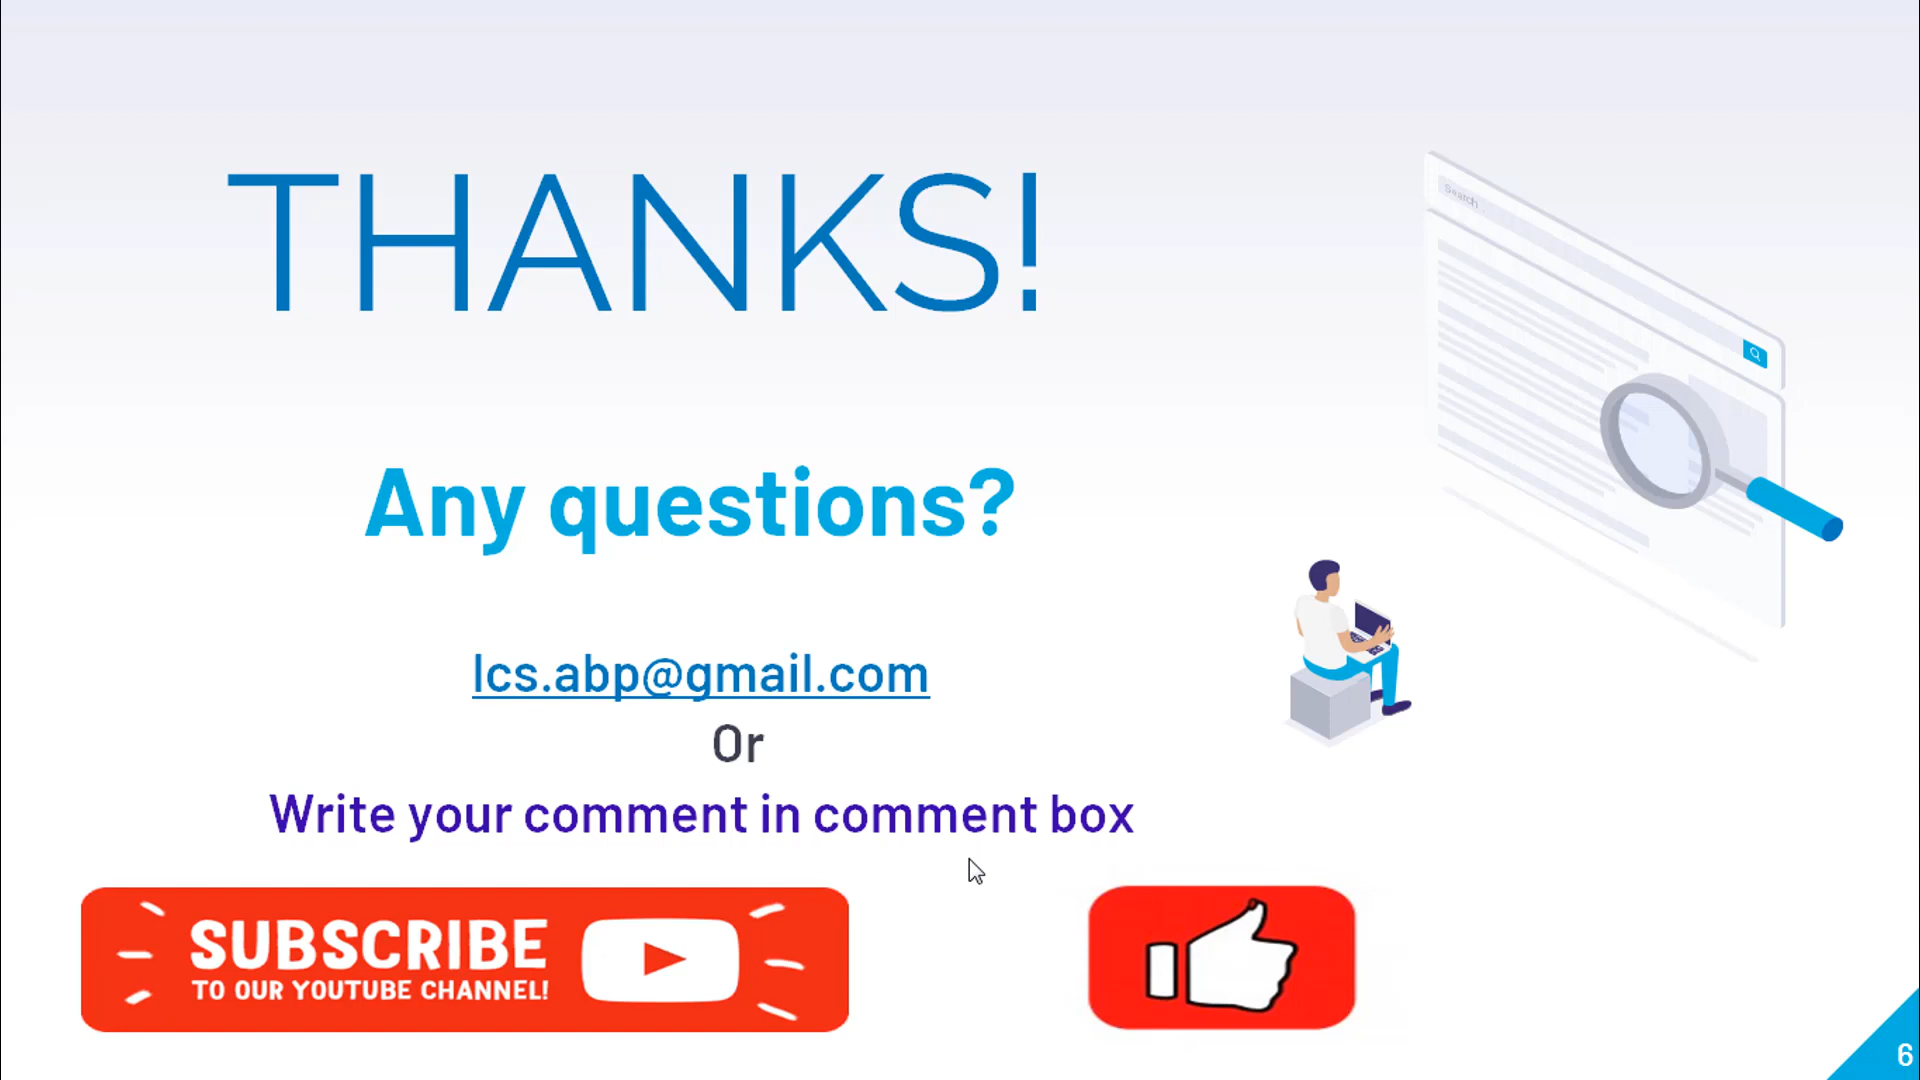 THANKS!
Search
Any questions?
lcs.abp@gmail.com
Or
Write your comment in comment box
SUBSCRIBE
TO OUR YOUTUBE CHANNEL!
6